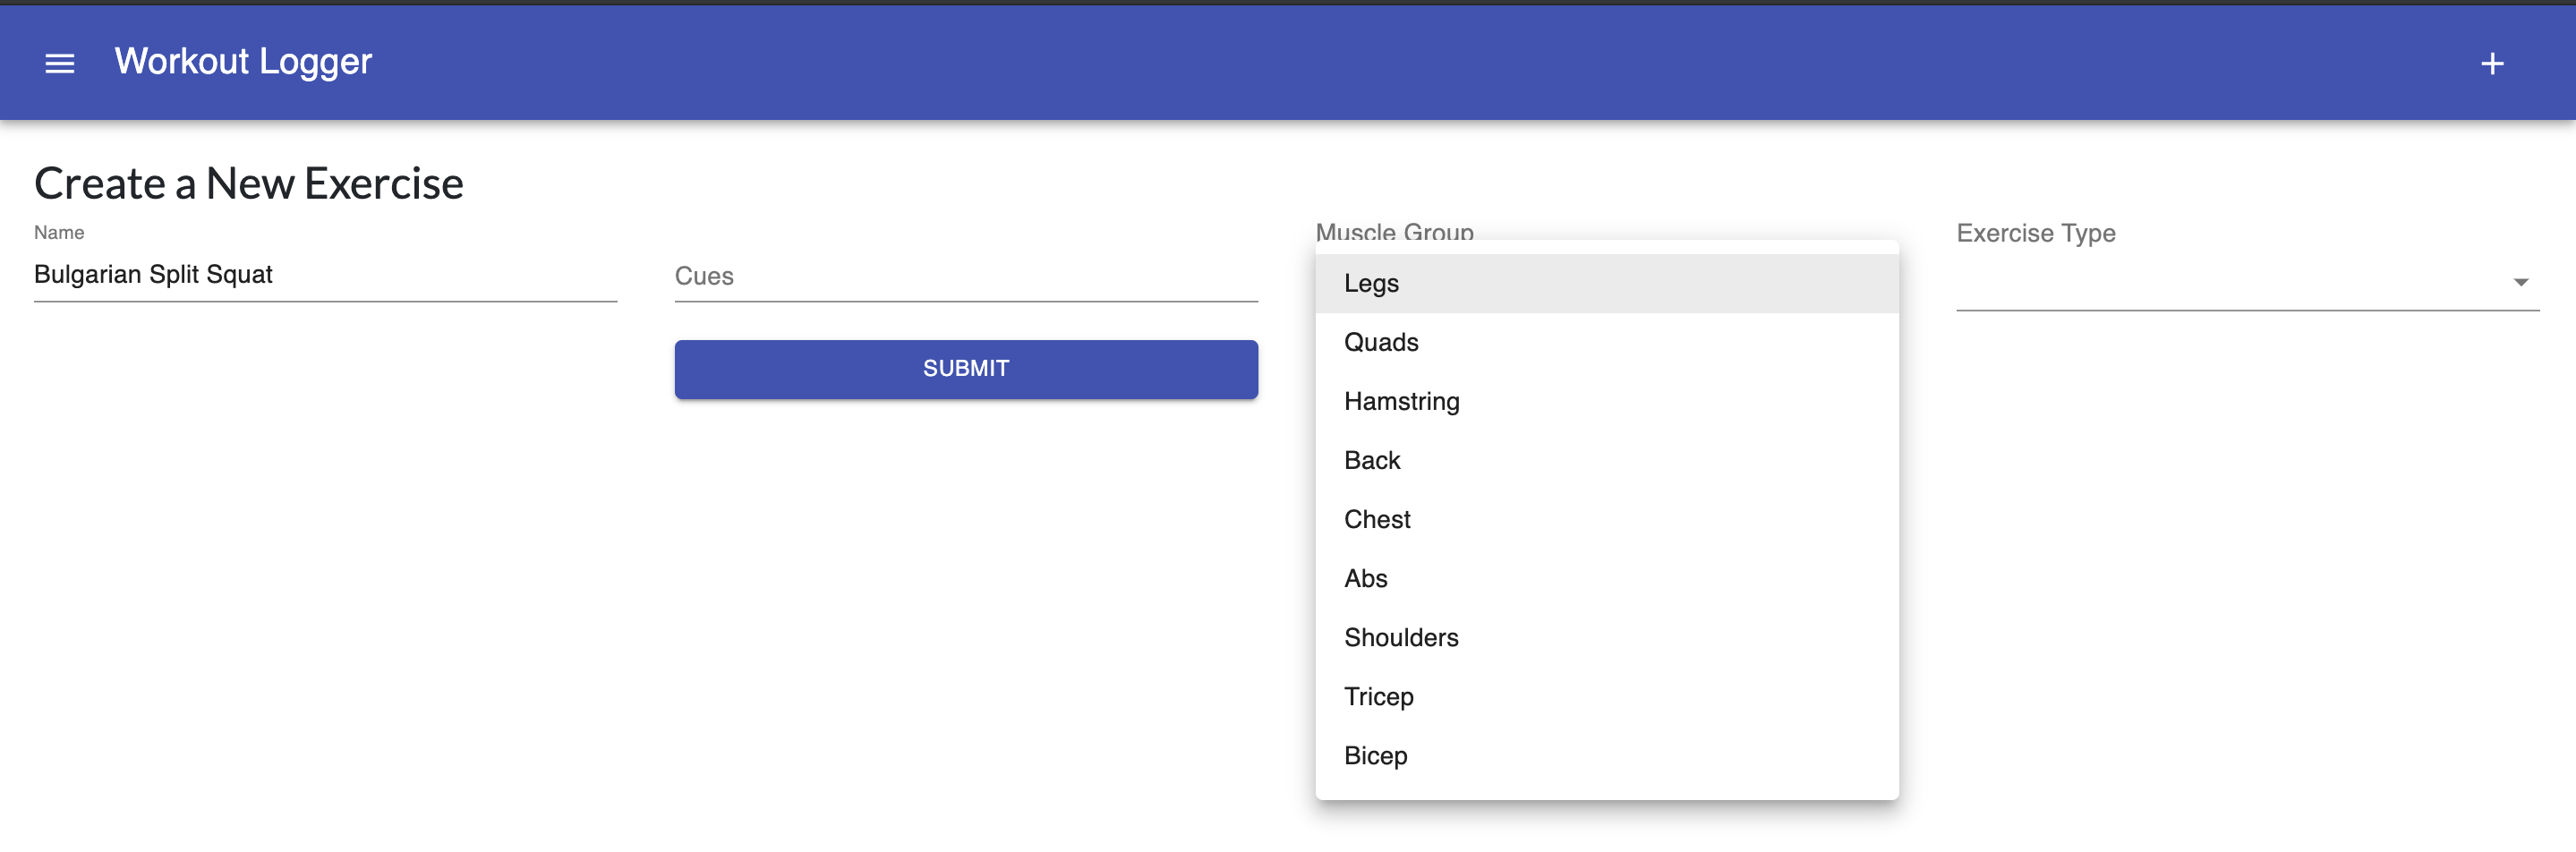 Workout Logger
Create a New Exercise
Name
Bulgarian Split Squat
Cues
SUBMIT
Muscle Group
Legs
Quads
Hamstring
Back
Chest
Abs
Shoulders
Tricep
Bicep
Exercise Type